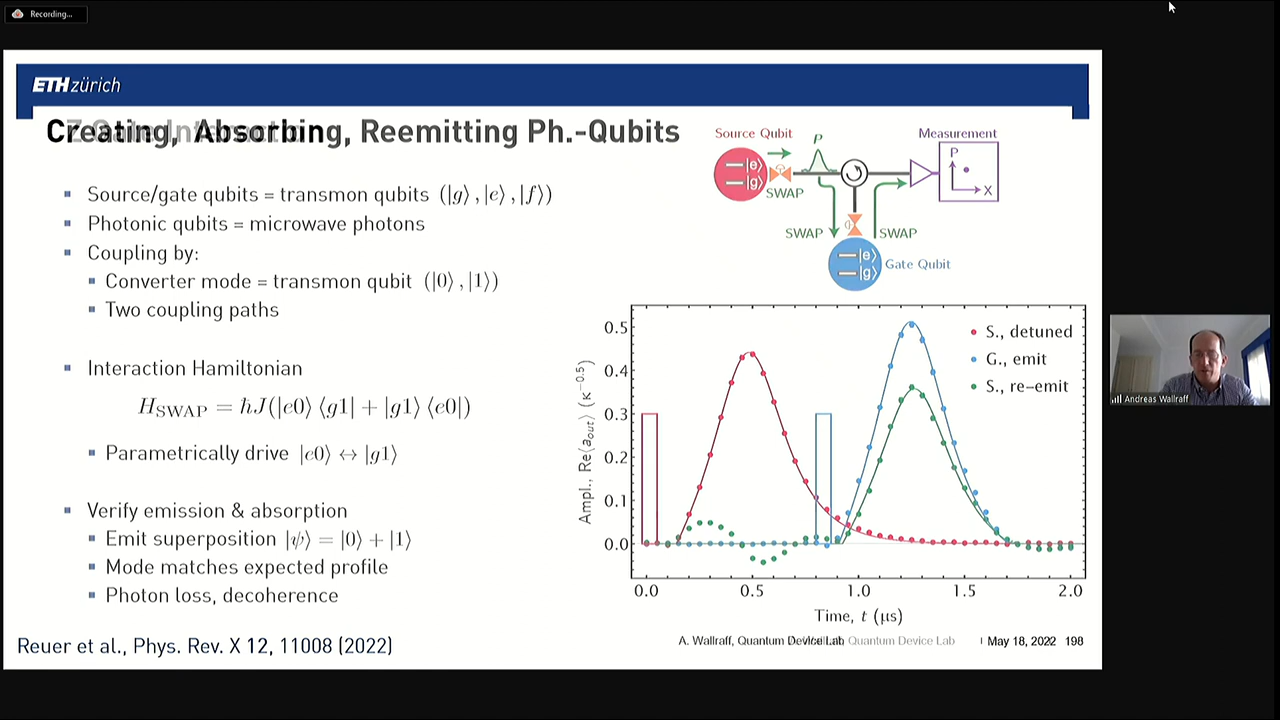 Recording...
ETH zürich
Creating, Absorbing, Reemitting Ph.-Qubits
Source/gate qubits = transmon qubits (|g⟩, |e⟩, |f⟩)
Photonic qubits = microwave photons
Coupling by:
Converter mode = transmon qubit (|0⟩, |1⟩)
Two coupling paths
Interaction Hamiltonian
H_SWAP = ℏJ(|e0⟩ ⟨g1| + |g1⟩ ⟨e0|)
Parametrically drive |e0⟩ ↔ |g1⟩
Verify emission & absorption
Emit superposition |ψ⟩ = |0⟩ + |1⟩
Mode matches expected profile
Photon loss, decoherence
Reuer et al., Phys. Rev. X 12, 11008 (2022)
Source Qubit
P
Measurement
|e⟩
|g⟩
SWAP
P
X
SWAP
SWAP
|e⟩
|g⟩
Gate Qubit
S., detuned
G., emit
S., re-emit
Ampl., Re⟨a_out⟩ (κ^-0.5)
0.5
0.4
0.3
0.2
0.1
0.0
0.0 0.5 1.0 1.5 2.0
Time, t (μs)
A. Wallraff, Quantum Device Lab
Quantum Device Lab
May 18, 2022 198
Andreas Wallraff